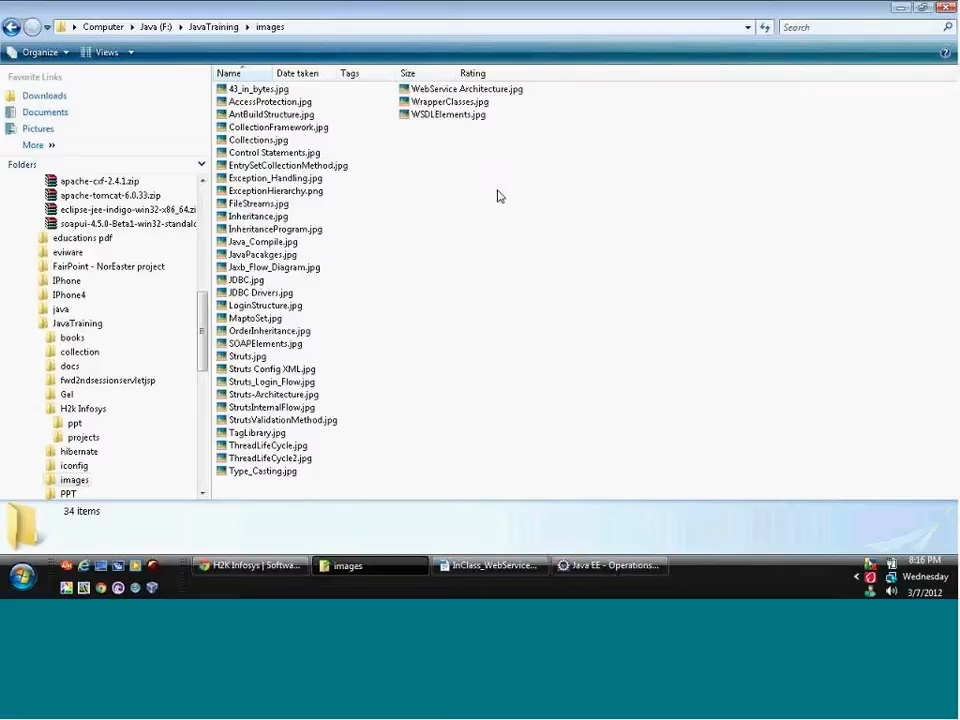 Computer Java (F:) JavaTraining images
Search
Organize Views
Favorite Links
Downloads
Documents
Pictures
More »
Folders
apache-cxf-2.4.1.zip
apache-tomcat-6.0.33.zip
eclipse-jee-indigo-win32-x86_64.zi
soapui-4.5.0-Beta1-win32-standalo
educations pdf
eviware
FairPoint - NorEaster project
IPhone
IPhone4
java
JavaTraining
books
collection
docs
fwd2ndsessionservletjsp
Gel
H2k Infosys
ppt
projects
hibernate
iconfig
images
PPT
Name Date taken Tags Size Rating
43_in_bytes.jpg
AccessProtection.jpg
AntBuildStructure.jpg
CollectionFramework.jpg
Collections.jpg
Control Statements.jpg
EntrySetCollectionMethod.jpg
Exception_Handling.jpg
ExceptionHierarchy.png
FileStreams.jpg
Inheritance.jpg
InheritanceProgram.jpg
Java_Compile.jpg
JavaPacakges.jpg
Jaxb_Flow_Diagram.jpg
JDBC.jpg
JDBC Drivers.jpg
LoginStructure.jpg
MaptoSet.jpg
OrderInheritance.jpg
SOAPElements.jpg
Struts.jpg
Struts Config XML.jpg
Struts_Login_Flow.jpg
Struts-Architecture.jpg
StrutsInternalFlow.jpg
StrutsValidationMethod.jpg
TagLibrary.jpg
ThreadLifeCycle.jpg
ThreadLifeCycle2.jpg
Type_Casting.jpg
WebService Architecture.jpg
WrapperClasses.jpg
WSDLElements.jpg
34 items
H2K Infosys | Softwa...
images
InClass_WebService...
Java EE - Operations...
8:16 PM
Wednesday
3/7/2012